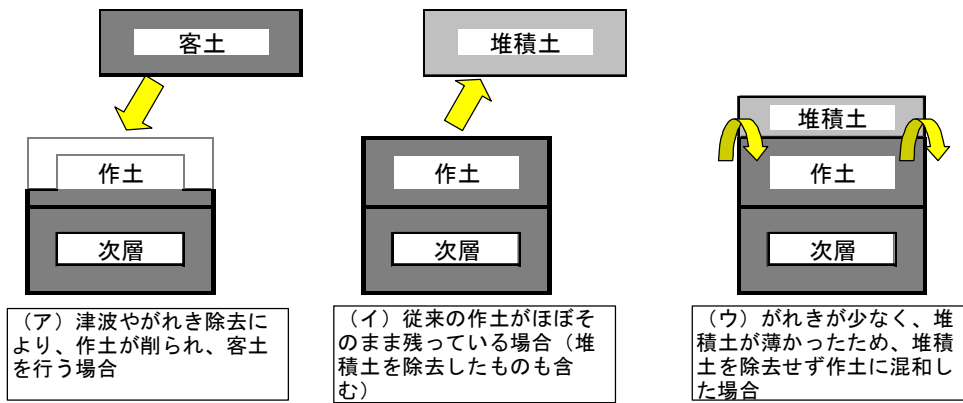 客土
堆積土
堆積土
作土
作土
作土
次層
次層
次層
（ア）津波やがれき除去に
より、作土が削られ、客土
を行う場合
（イ）従来の作土がほぼそ
のまま残っている場合（堆
積土を除去したものも含
む）
（ウ）がれきが少なく、堆
積土が薄かったため、堆積
土を除去せず作土に混和し
た場合